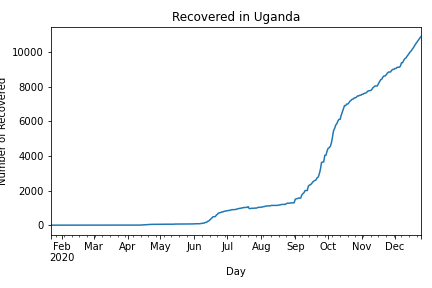 Recovered in Uganda
10000
8000
6000
4000
2000
0
Number of Recovered
Feb Mar Apr May Jun Jul Aug Sep Oct Nov Dec
2020
Day